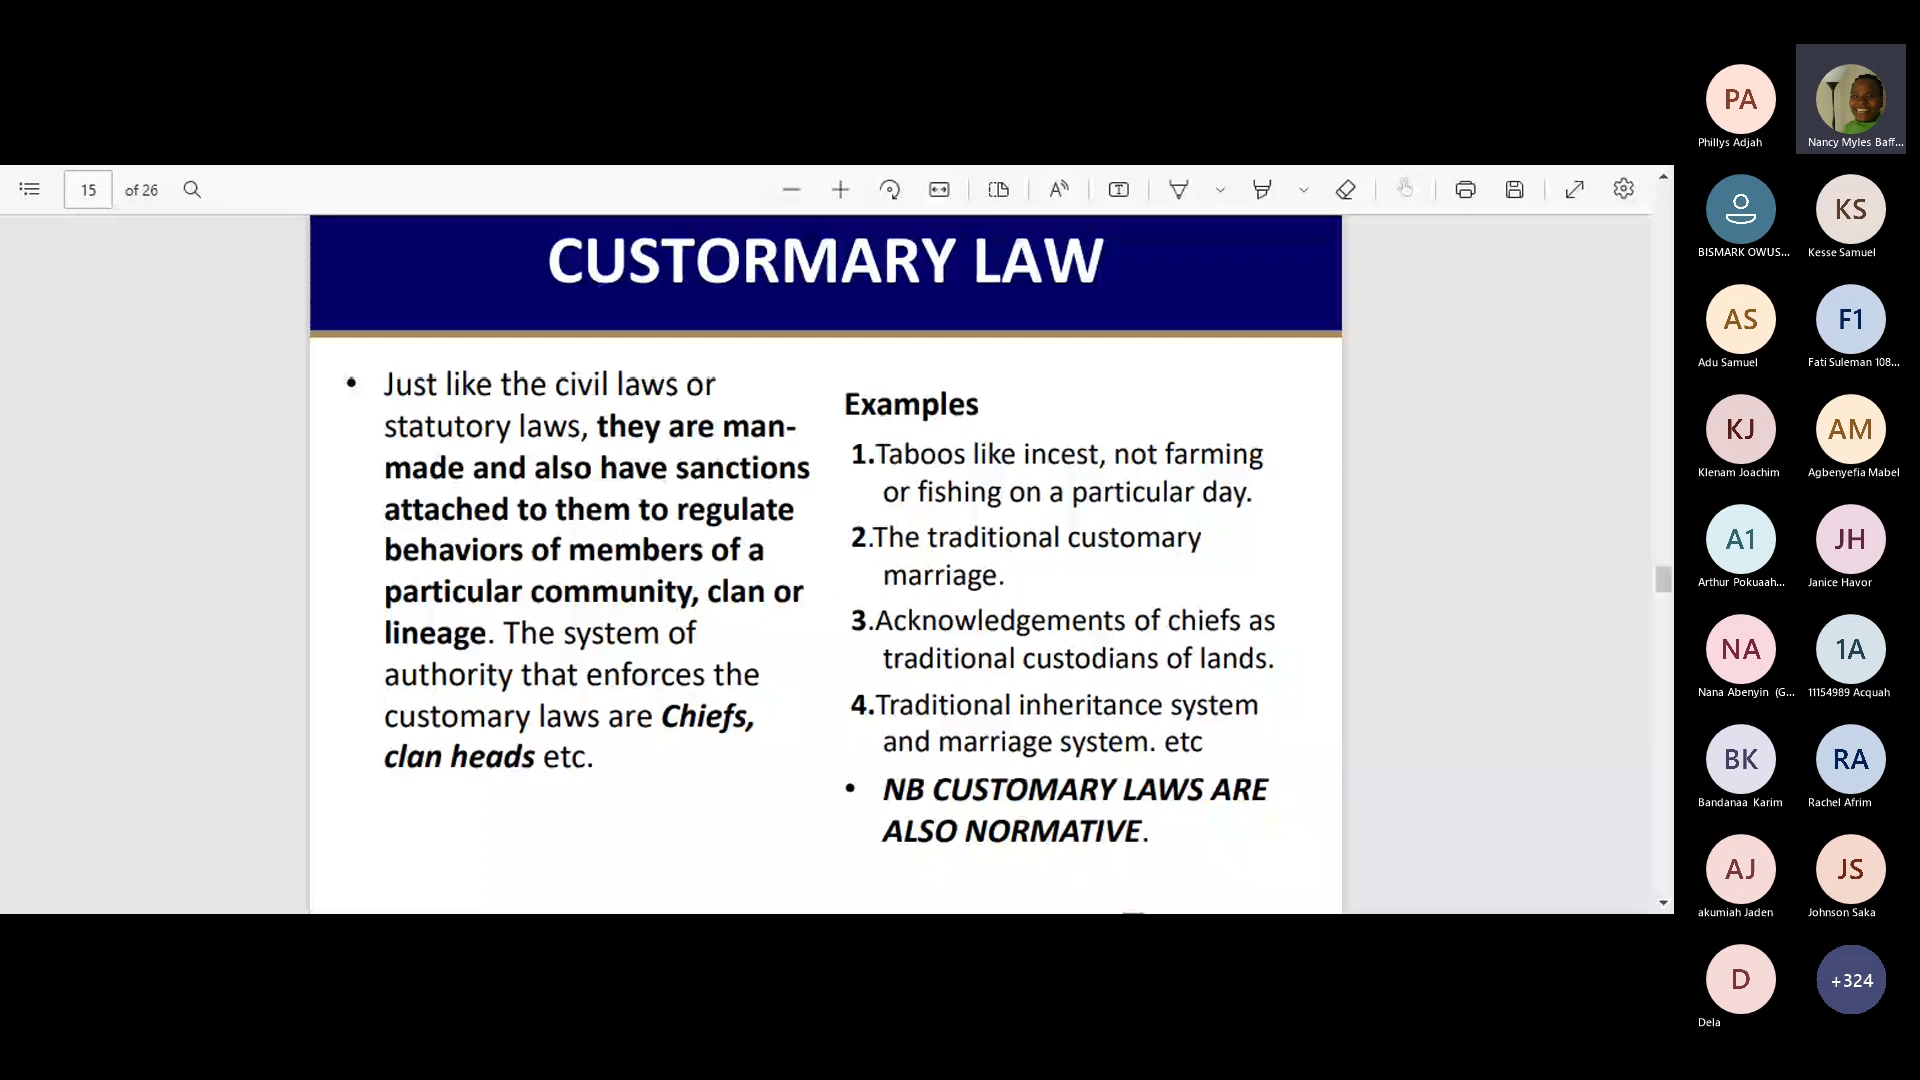 15 of 26
CUSTORMARY LAW
• Just like the civil laws or
statutory laws, they are man-
made and also have sanctions
attached to them to regulate
behaviors of members of a
particular community, clan or
lineage. The system of
authority that enforces the
customary laws are Chiefs,
clan heads etc.
Examples
1.Taboos like incest, not farming
or fishing on a particular day.
2.The traditional customary
marriage.
3.Acknowledgements of chiefs as
traditional custodians of lands.
4.Traditional inheritance system
and marriage system. etc
• NB CUSTOMARY LAWS ARE
ALSO NORMATIVE.
PA
Phillys Adjah
Nancy Myles Baff...
BISMARK OWUS...
KS
Kesse Samuel
AS
Adu Samuel
F1
Fati Suleman 108...
KJ
Klenam Joachim
AM
Agbenyefia Mabel
A1
Arthur Pokuaah...
JH
Janice Havor
NA
Nana Abenyin (G...
1A
11154989 Acquah
BK
Bandanaa Karim
RA
Rachel Afrim
AJ
akumiah Jaden
JS
Johnson Saka
D
Dela
+324